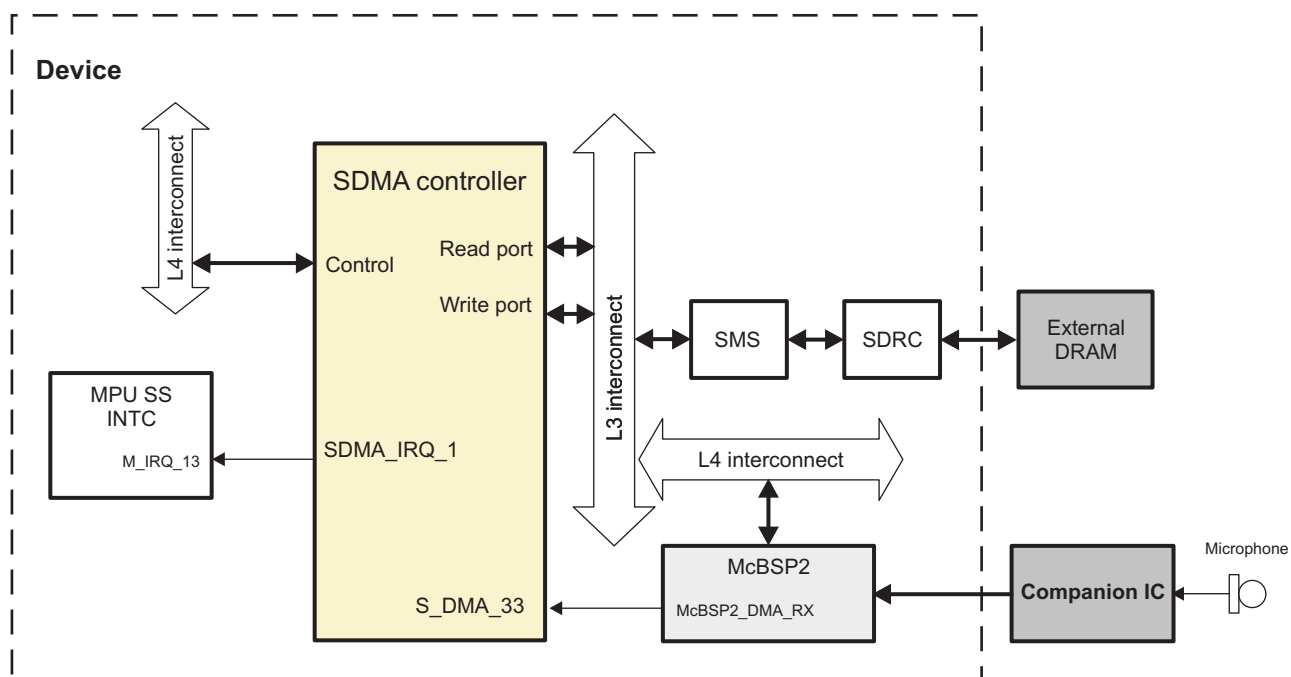 Device
L4 interconnect
SDMA controller
Control
Read port
Write port
L3 interconnect
SMS
SDRC
External
DRAM
MPU SS
INTC
M_IRQ_13
SDMA_IRQ_1
L4 interconnect
McBSP2
S_DMA_33
McBSP2_DMA_RX
Companion IC
Microphone